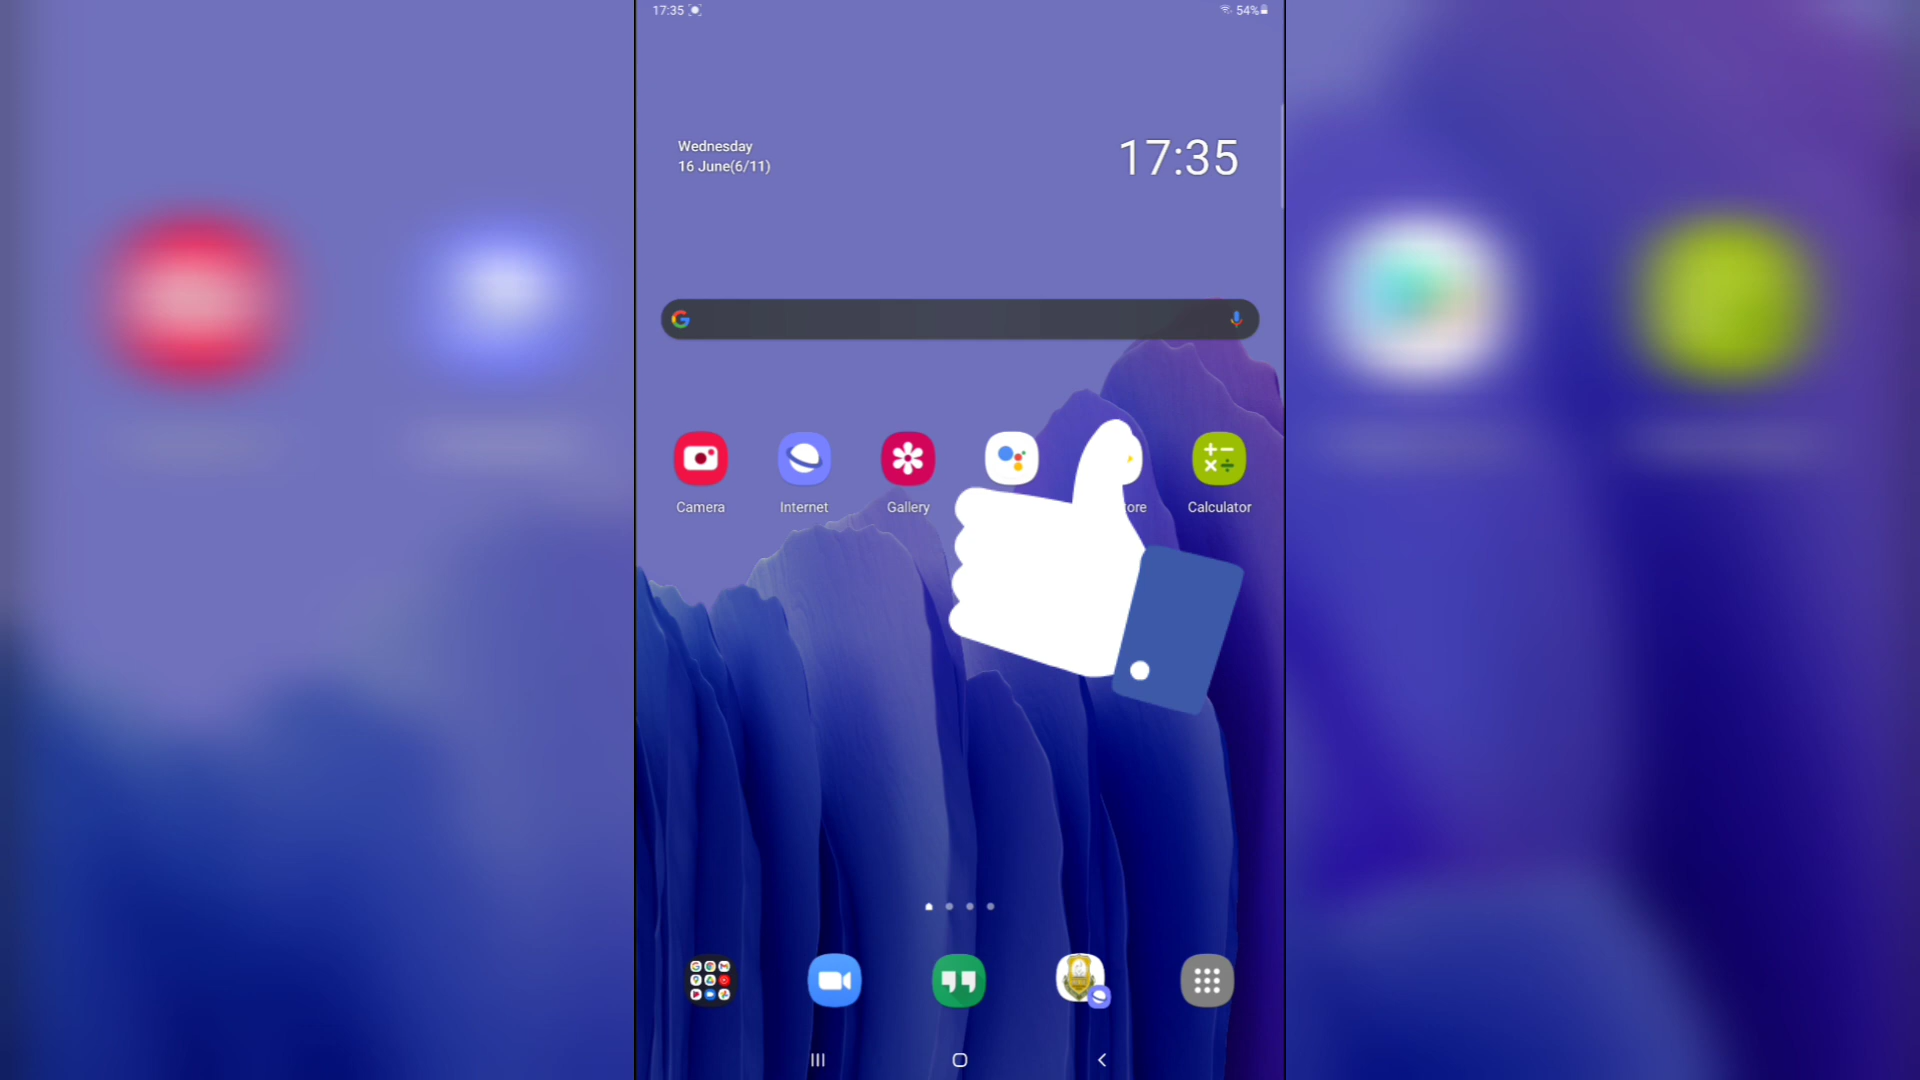 17:35
54%
Wednesday
16 June(6/11)
17:35
Camera
Internet
Gallery
ore
Calculator